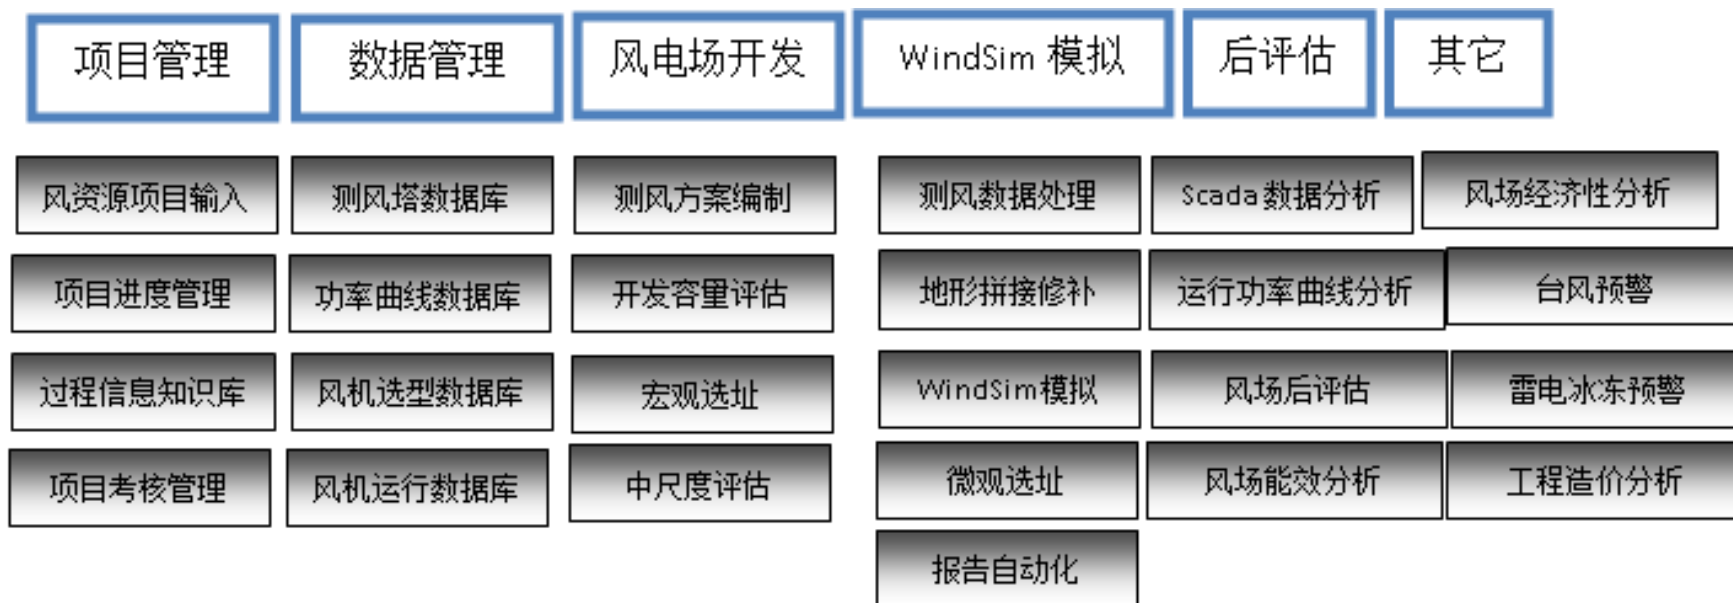 项目管理
数据管理
风电场开发
WindSim 模拟
后评估
其它
风资源项目输入
测风塔数据库
测风方案编制
测风数据处理
Scada 数据分析
风场经济性分析
项目进度管理
功率曲线数据库
开发容量评估
地形拼接修补
运行功率曲线分析
台风预警
过程信息知识库
风机选型数据库
宏观选址
WindSim模拟
风场后评估
雷电冰冻预警
项目考核管理
风机运行数据库
中尺度评估
微观选址
风场能效分析
工程造价分析
报告自动化